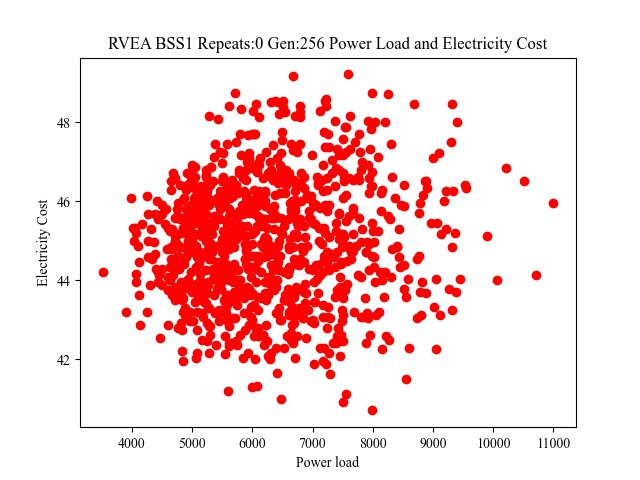 RVEA BSS1 Repeats:0 Gen:256 Power Load and Electricity Cost
48
46
44
42
Electricity Cost
4000 5000 6000 7000 8000 9000 10000 11000
Power load